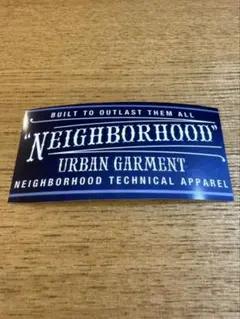 BUILT TO OUTLAST THEM ALL
"NEIGHBORHOOD"
URBAN GARMENT
NEIGHBORHOOD TECHNICAL APPAREL